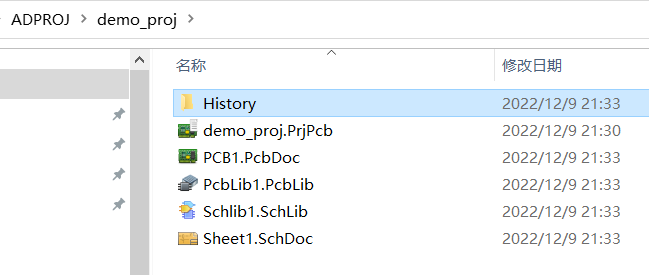 ADPROJ > demo_proj >
名称 修改日期
History 2022/12/9 21:33
demo_proj.PrjPcb 2022/12/9 21:30
PCB1.PcbDoc 2022/12/9 21:33
PcbLib1.PcbLib 2022/12/9 21:33
Schlib1.SchLib 2022/12/9 21:33
Sheet1.SchDoc 2022/12/9 21:33